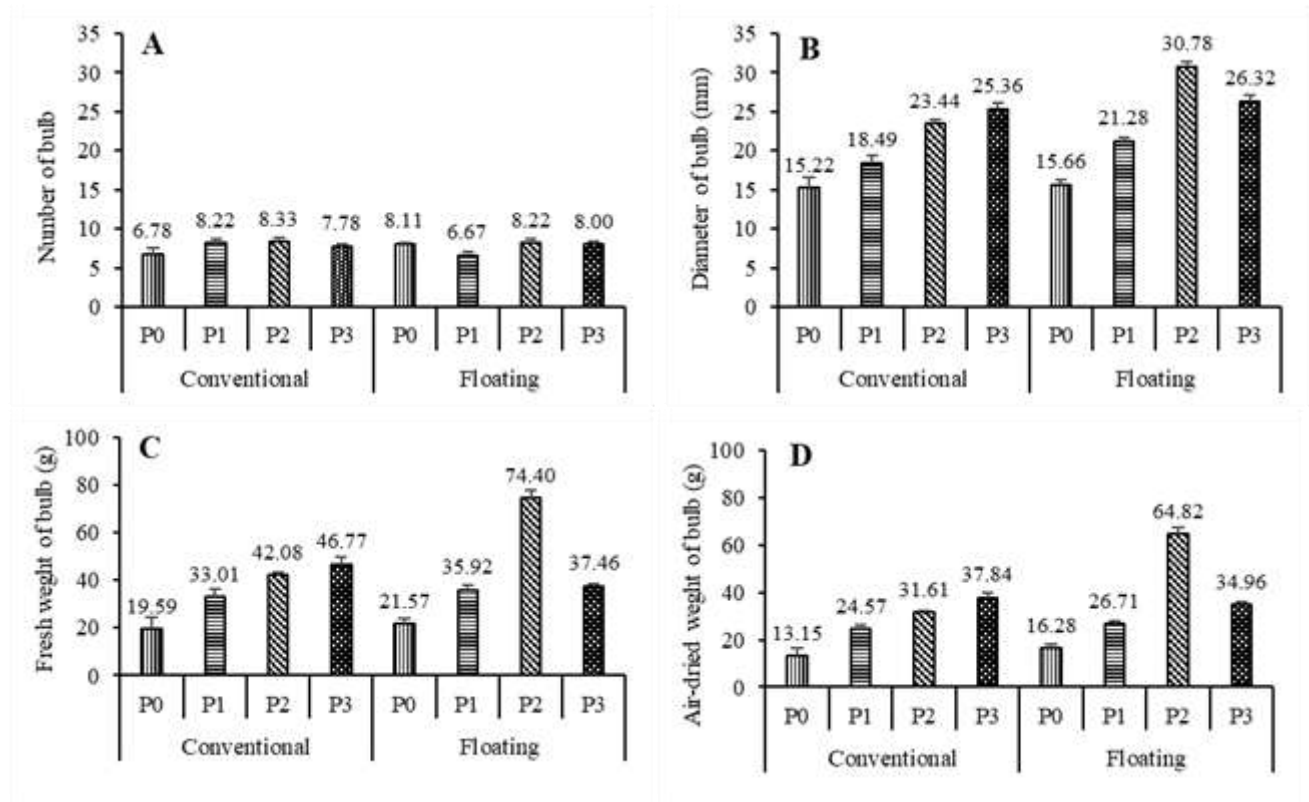 A
Number of bulb
35
30
25
20
15
10
5
0
6.78 8.22 8.33 7.78 8.11 6.67 8.22 8.00
P0 P1 P2 P3 P0 P1 P2 P3
Conventional Floating
B
Diameter of bulb (mm)
35
30
25
20
15
10
5
0
15.22 18.49 23.44 25.36 15.66 21.28 30.78 26.32
P0 P1 P2 P3 P0 P1 P2 P3
Conventional Floating
C
Fresh weght of bulb (g)
100
80
60
40
20
0
19.59 33.01 42.08 46.77 21.57 35.92 74.40 37.46
P0 P1 P2 P3 P0 P1 P2 P3
Conventional Floating
D
Air-dried weght of bulb (g)
100
80
60
40
20
0
13.15 24.57 31.61 37.84 16.28 26.71 64.82 34.96
P0 P1 P2 P3 P0 P1 P2 P3
Conventional Floating